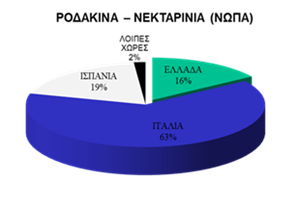 ΡΟΔΑΚΙΝΑ – ΝΕΚΤΑΡΙΝΙΑ (ΝΩΠΑ)
ΛΟΙΠΕΣ
ΧΩΡΕΣ
2%
ΕΛΛΑΔΑ
16%
ΙΣΠΑΝΙΑ
19%
ΙΤΑΛΙΑ
63%